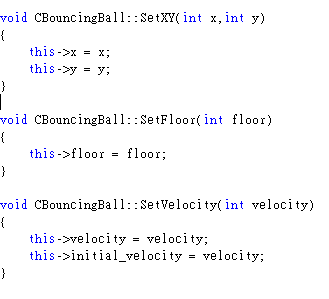 void CBouncingBall::SetXY(int x,int y)
{
    this->x = x;
    this->y = y;
}

void CBouncingBall::SetFloor(int floor)
{
    this->floor = floor;
}

void CBouncingBall::SetVelocity(int velocity)
{
    this->velocity = velocity;
    this->initial_velocity = velocity;
}